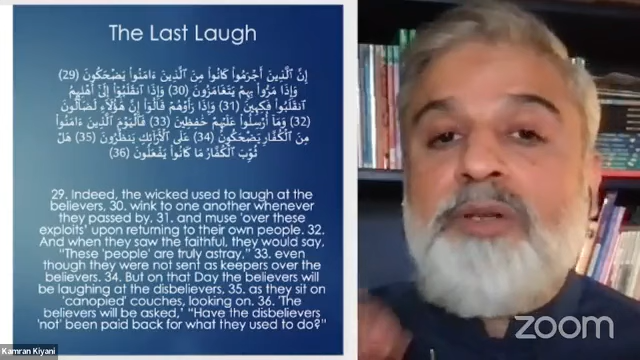 The Last Laugh
إِنَّ ٱلَّذِينَ أَجْرَمُوا۟ كَانُوا۟ مِنَ ٱلَّذِينَ ءَامَنُوا۟ يَضْحَكُونَ (29)
وَإِذَا مَرُّوا۟ بِهِمْ يَتَغَامَزُونَ (30) وَإِذَا ٱنقَلَبُوٓا۟ إِلَىٰٓ أَهْلِهِمُ
ٱنقَلَبُوا۟ فَكِهِينَ (31) وَإِذَا رَأَوْهُمْ قَالُوٓا۟ إِنَّ هَٰٓؤُلَآءِ لَضَآلُّونَ
(32) وَمَآ أُرْسِلُوا۟ عَلَيْهِمْ حَٰفِظِينَ (33) فَٱلْيَوْمَ ٱلَّذِينَ ءَامَنُوا۟
مِنَ ٱلْكُفَّارِ يَضْحَكُونَ (34) عَلَى ٱلْأَرَآئِكِ يَنظُرُونَ (35) هَلْ
ثُوِّبَ ٱلْكُفَّارُ مَا كَانُوا۟ يَفْعَلُونَ (36)
29. Indeed, the wicked used to laugh at the
believers. 30. wink to one another whenever
they passed by. 31. and muse ‘over these
exploits’ upon returning to their own people. 32.
And when they saw the faithful, they would say,
“These ‘people’ are truly astray,” 33. even
though they were not sent as keepers over the
believers. 34. But on that Day the believers will
be laughing at the disbelievers. 35. as they sit on
‘canopied’ couches, looking on. 36. ‘The
believers will be asked,’ “Have the disbelievers
‘not’ been paid back for what they used to do?”
Kamran Kiyani
zoom